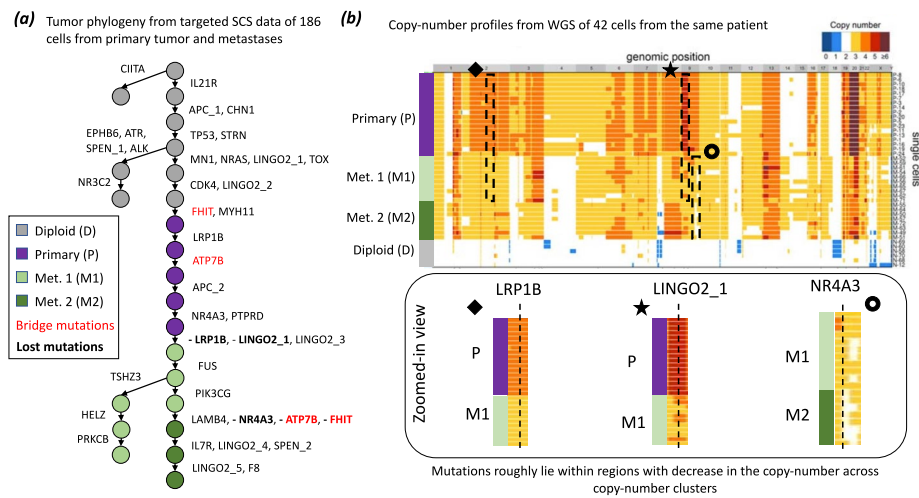 (a) Tumor phylogeny from targeted SCS data of 186
cells from primary tumor and metastases
CIITA
IL21R
APC_1, CHN1
EPHB6, ATR,
SPEN_1, ALK
TP53, STRN
MN1, NRAS, LINGO2_1, TOX
NR3C2
CDK4, LINGO2_2
FHIT, MYH11
LRP1B
ATP7B
APC_2
NR4A3, PTPRD
- LRP1B, - LINGO2_1, LINGO2_3
FUS
TSHZ3
PIK3CG
HELZ
LAMB4, - NR4A3, - ATP7B, - FHIT
PRKCB
IL7R, LINGO2_4, SPEN_2
LINGO2_5, F8
Diploid (D)
Primary (P)
Met. 1 (M1)
Met. 2 (M2)
Bridge mutations
Lost mutations
(b) Copy-number profiles from WGS of 42 cells from the same
patient
Copy number
0 1 2 3 4 5 ≥6
genomic position
Primary (P)
Met. 1 (M1)
Met. 2 (M2)
Diploid (D)
single cells
Zoomed-in view
LRP1B
P
M1
LINGO2_1
P
M1
NR4A3
M1
M2
Mutations roughly lie within regions with decrease in the copy-number across
copy-number clusters